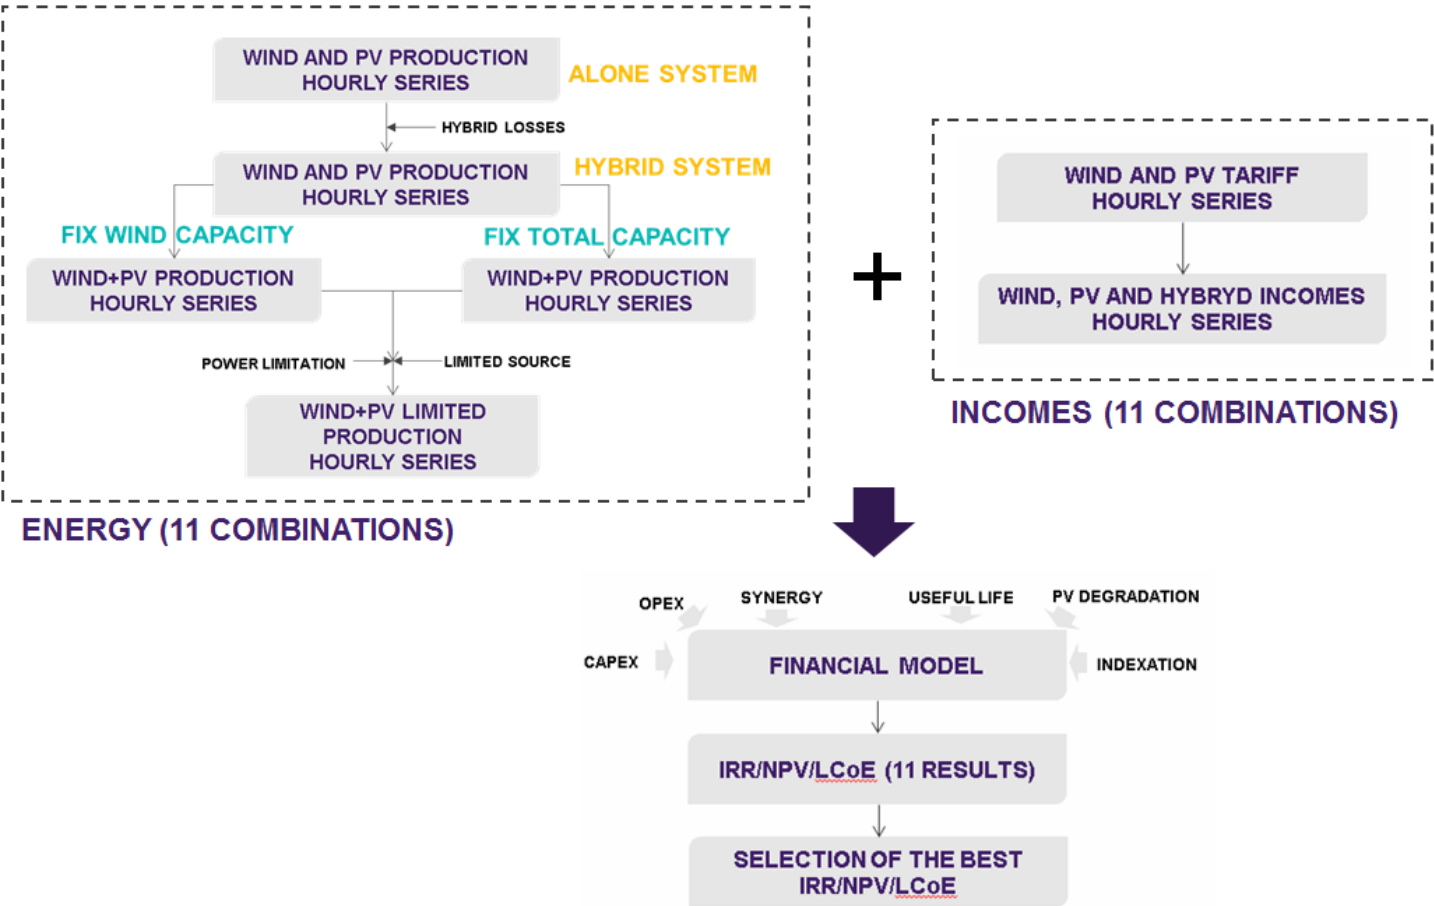 WIND AND PV PRODUCTION
HOURLY SERIES
ALONE SYSTEM
HYBRID LOSSES
WIND AND PV PRODUCTION
HOURLY SERIES
HYBRID SYSTEM
FIX WIND CAPACITY
FIX TOTAL CAPACITY
WIND+PV PRODUCTION
HOURLY SERIES
WIND+PV PRODUCTION
HOURLY SERIES
POWER LIMITATION
LIMITED SOURCE
WIND+PV LIMITED
PRODUCTION
HOURLY SERIES
ENERGY (11 COMBINATIONS)
+
WIND AND PV TARIFF
HOURLY SERIES
WIND, PV AND HYBRYD INCOMES
HOURLY SERIES
INCOMES (11 COMBINATIONS)
OPEX
SYNERGY
USEFUL LIFE
PV DEGRADATION
CAPEX
FINANCIAL MODEL
INDEXATION
IRR/NPV/LCoE (11 RESULTS)
SELECTION OF THE BEST
IRR/NPV/LCoE